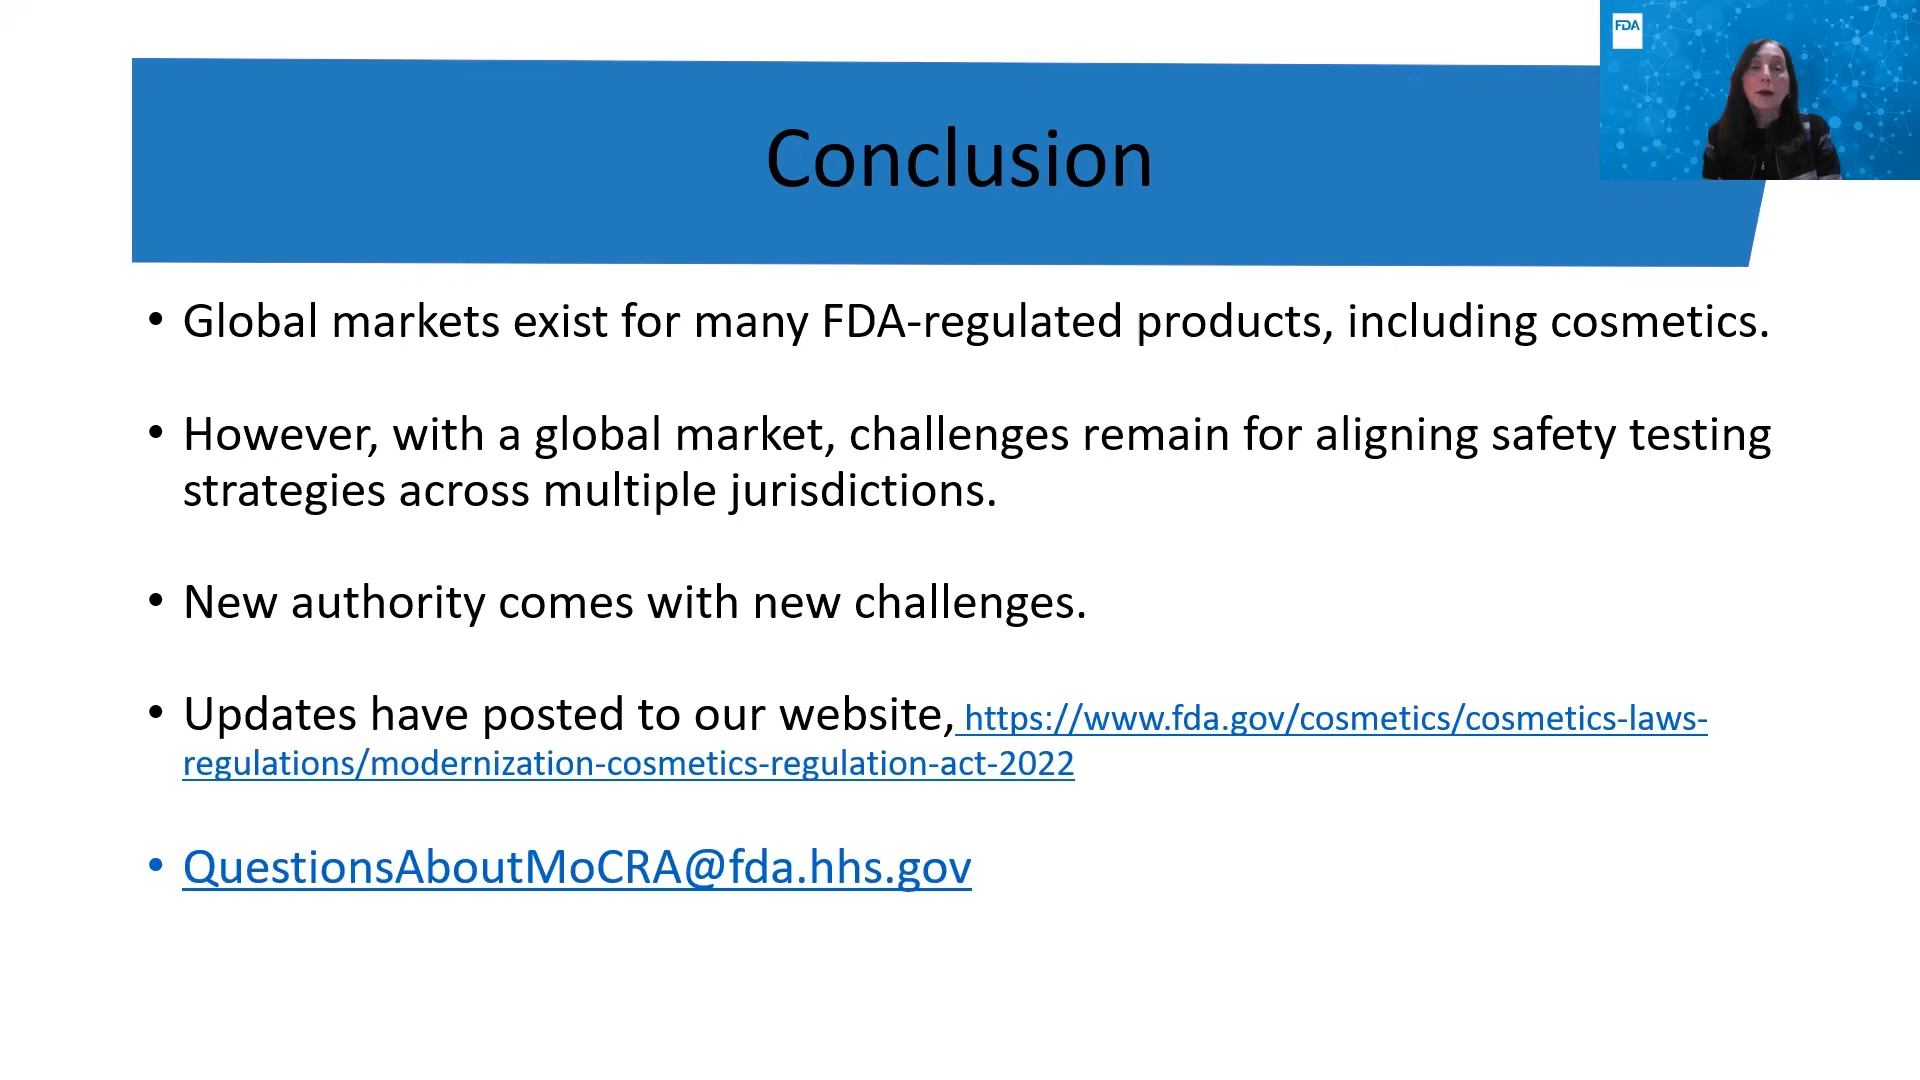 FDA
Conclusion
• Global markets exist for many FDA-regulated products, including cosmetics.
• However, with a global market, challenges remain for aligning safety testing
strategies across multiple jurisdictions.
• New authority comes with new challenges.
• Updates have posted to our website, https://www.fda.gov/cosmetics/cosmetics-laws-
regulations/modernization-cosmetics-regulation-act-2022
• QuestionsAboutMoCRA@fda.hhs.gov